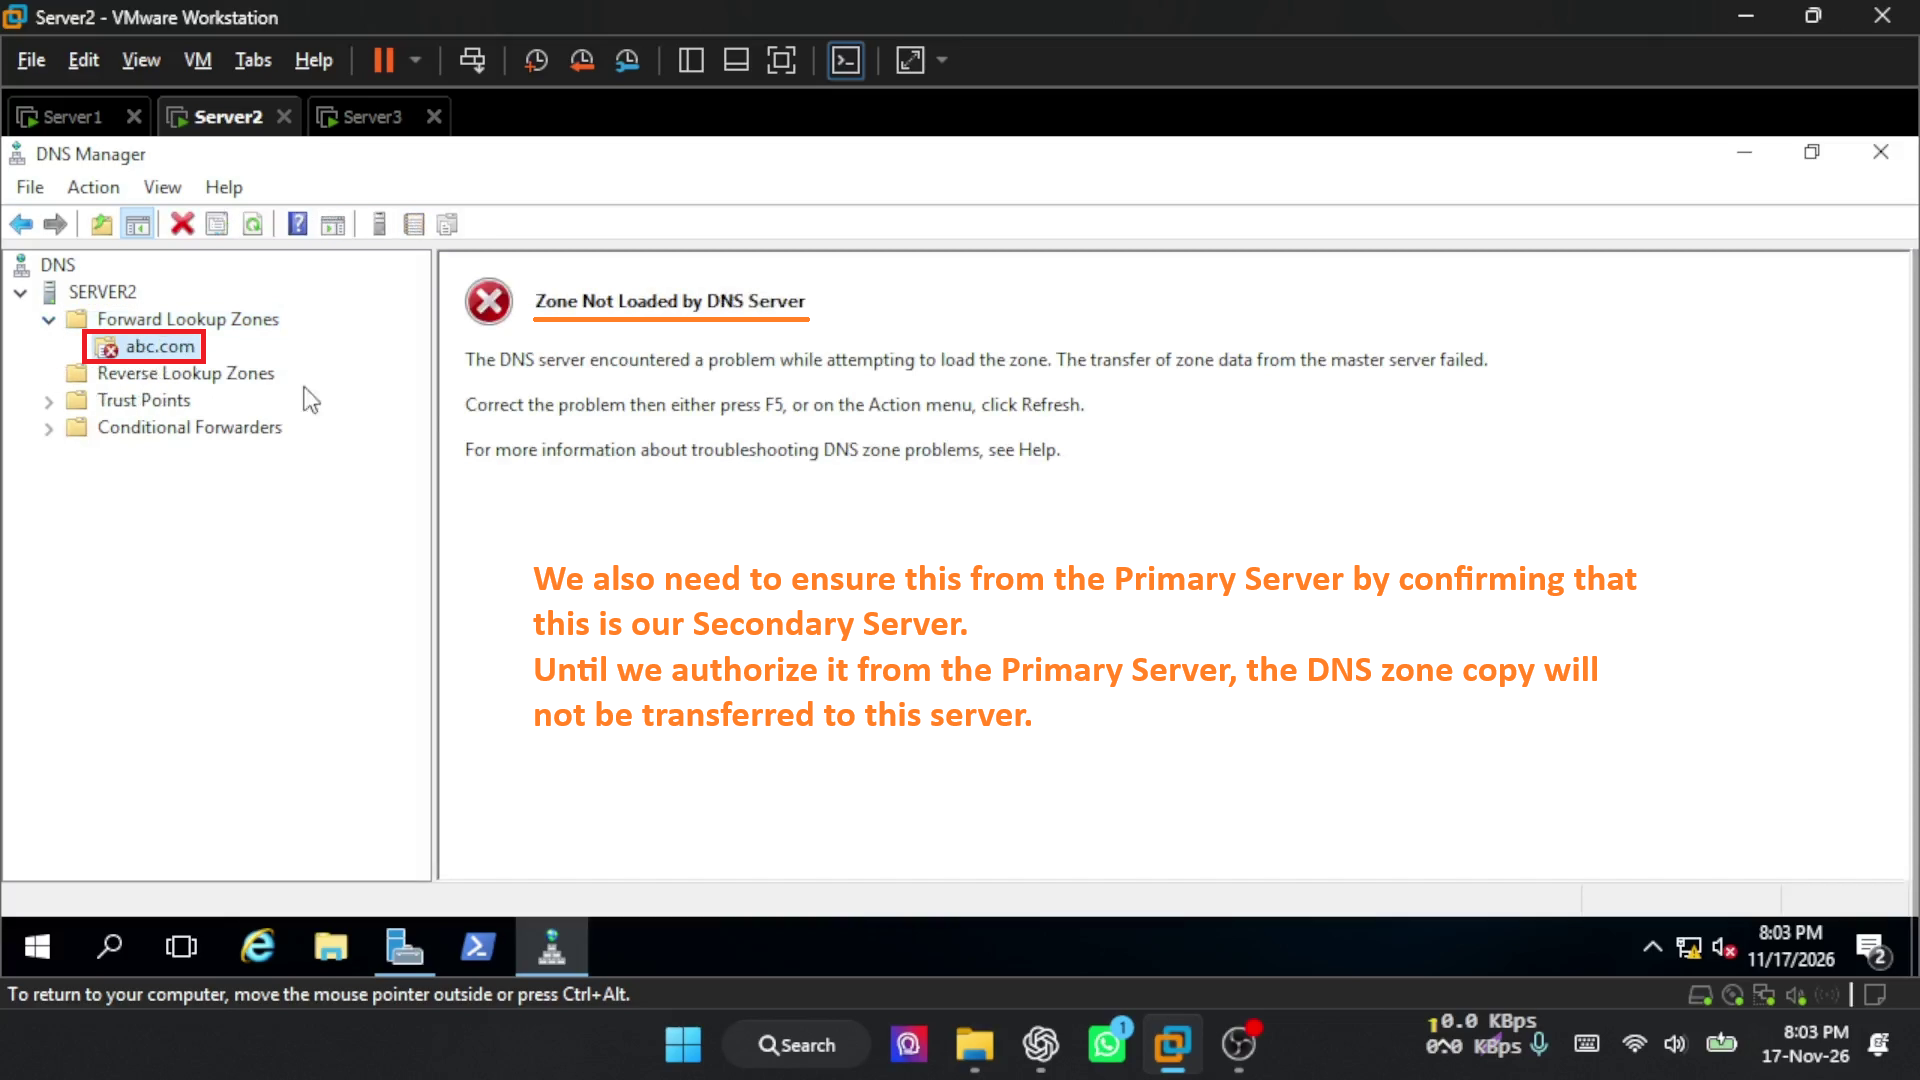 Server2 - VMware Workstation
File Edit View VM Tabs Help
Server1 Server2 Server3
DNS Manager
File Action View Help
DNS
SERVER2
Forward Lookup Zones
abc.com
Reverse Lookup Zones
Trust Points
Conditional Forwarders
Zone Not Loaded by DNS Server
The DNS server encountered a problem while attempting to load the zone. The transfer of zone data from the master server failed.
Correct the problem then either press F5, or on the Action menu, click Refresh.
For more information about troubleshooting DNS zone problems, see Help.
We also need to ensure this from the Primary Server by confirming that
this is our Secondary Server.
Until we authorize it from the Primary Server, the DNS zone copy will
not be transferred to this server.
8:03 PM
11/17/2026
2
To return to your computer, move the mouse pointer outside or press Ctrl+Alt.
Search
1
0.0 KBps
0.0 KBps
8:03 PM
17-Nov-26